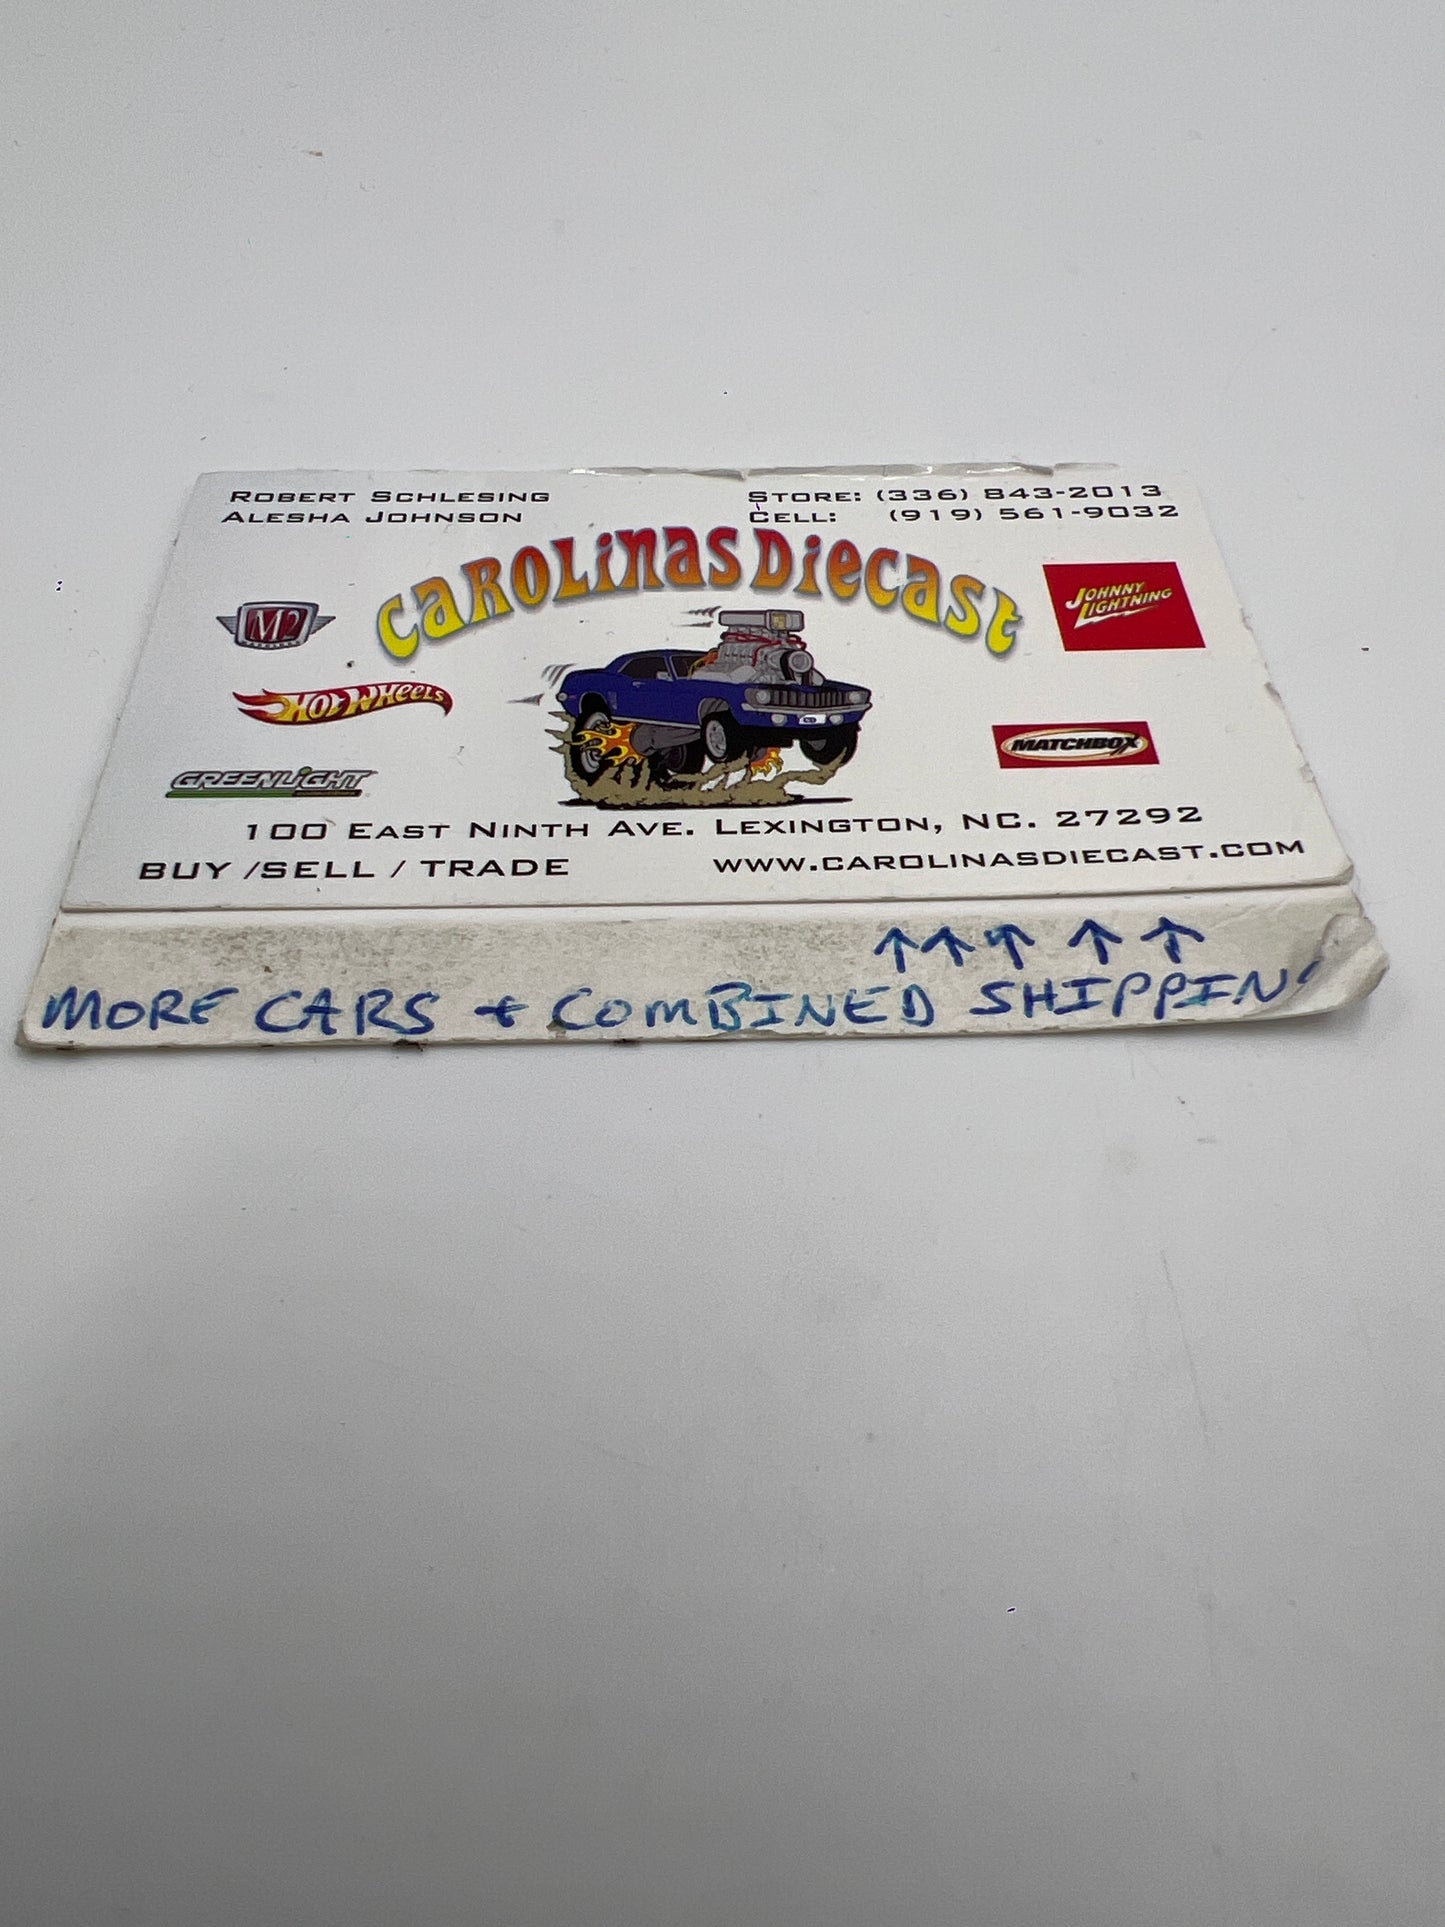 ROBERT SCHLESING
ALESHA JOHNSON
STORE: (336) 843-2013
CELL: (919) 561-9032
CAROLINAS DIECAST
M2
JOHNNY LIGHTNING
HOT WHEELS
MATCHBOX
GREENLIGHT
100 EAST NINTH AVE. LEXINGTON, NC. 27292
BUY /SELL / TRADE
WWW.CAROLINASDIECAST.COM
↑ ↑ ↑ ↑ ↑
MORE CARS + COMBINED SHIPPIN